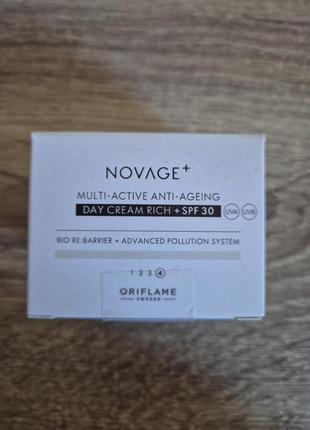 NOVAGE+
MULTI-ACTIVE ANTI-AGEING
DAY CREAM RICH + SPF 30 UVA UVB
BIO RE:BARRIER + ADVANCED POLLUTION SYSTEM
1 2 3 4
ORIFLAME
SWEDEN